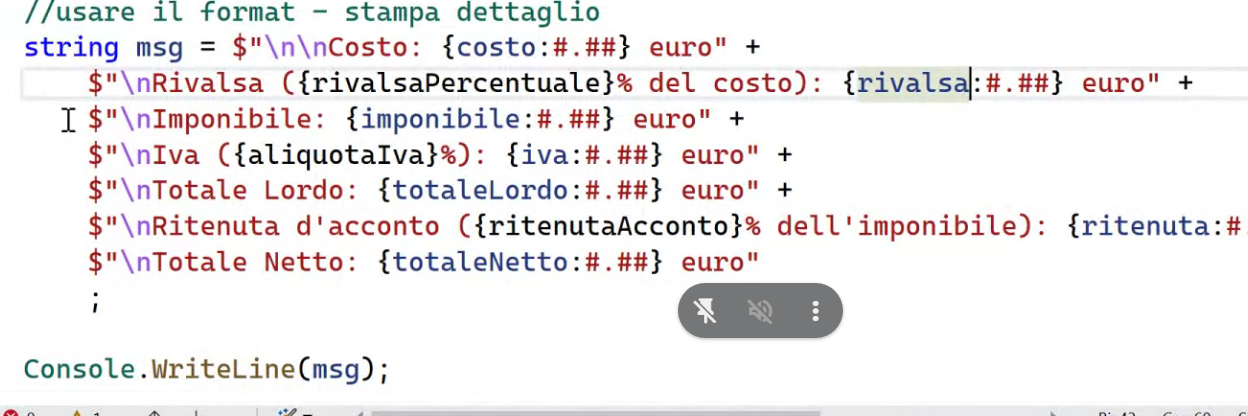 //usare il format – stampa dettaglio
string msg = $"\n\nCosto: {costo:#.##} euro" +
$"\nRivalsa ({rivalsaPercentuale}% del costo): {rivalsa:#.##} euro" +
$"\nImponibile: {imponibile:#.##} euro" +
$"\nIva ({aliquotaIva}%): {iva:#.##} euro" +
$"\nTotale Lordo: {totaleLordo:#.##} euro" +
$"\nRitenuta d'acconto ({ritenutaAcconto}% dell'imponibile): {ritenuta:#.
$"\nTotale Netto: {totaleNetto:#.##} euro"
;
Console.WriteLine(msg);